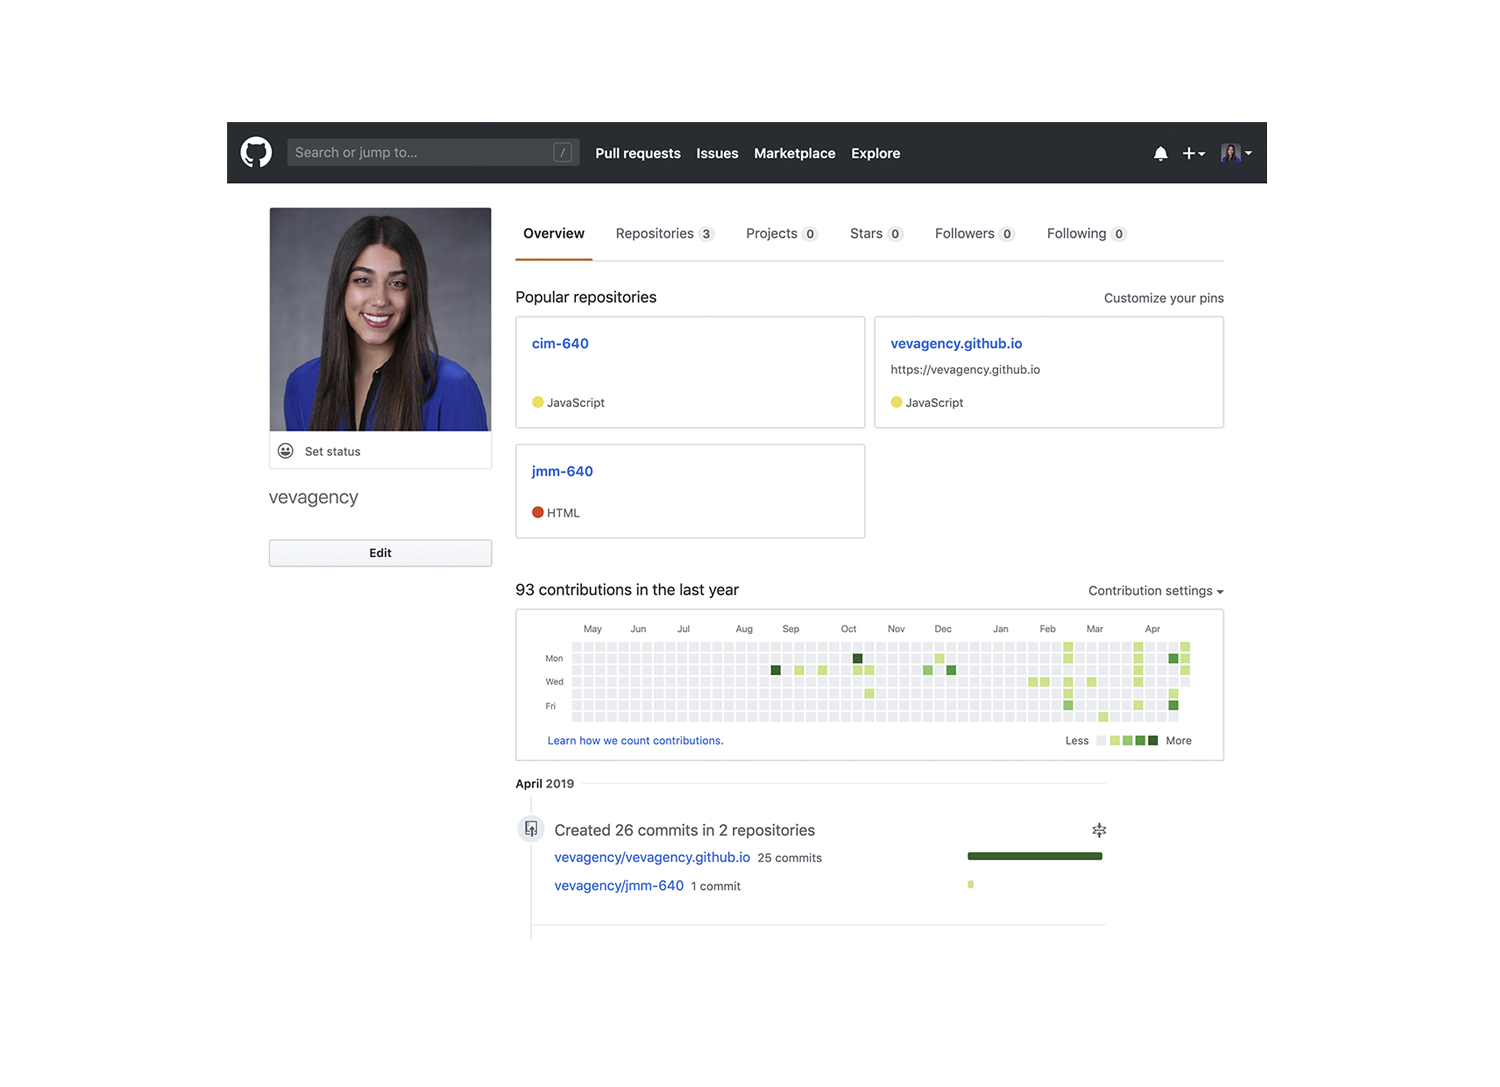 Search or jump to... / Pull requests Issues Marketplace Explore
Overview Repositories 3 Projects 0 Stars 0 Followers 0 Following 0
Popular repositories Customize your pins
cim-640
JavaScript
vevagency.github.io
https://vevagency.github.io
JavaScript
jmm-640
HTML
Set status
vevagency
Edit
93 contributions in the last year Contribution settings
May Jun Jul Aug Sep Oct Nov Dec Jan Feb Mar Apr
Mon
Wed
Fri
Learn how we count contributions. Less More
April 2019
Created 26 commits in 2 repositories
vevagency/vevagency.github.io 25 commits
vevagency/jmm-640 1 commit